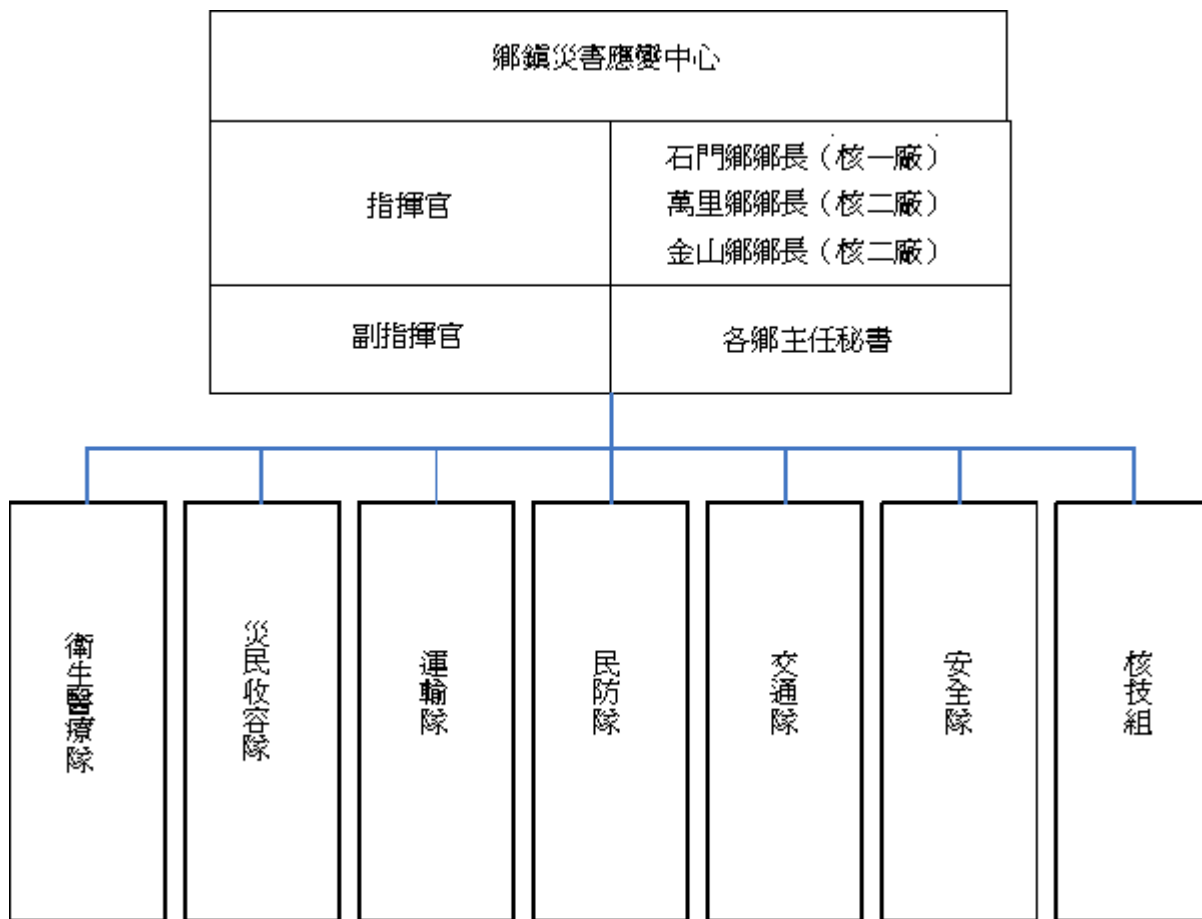 鄉鎮災害應變中心
指揮官
石門鄉鄉長（核一廠）
萬里鄉鄉長（核二廠）
金山鄉鄉長（核二廠）
副指揮官
各鄉主任秘書
衛生醫療隊
災民收容隊
運輸隊
民防隊
交通隊
安全隊
核技組